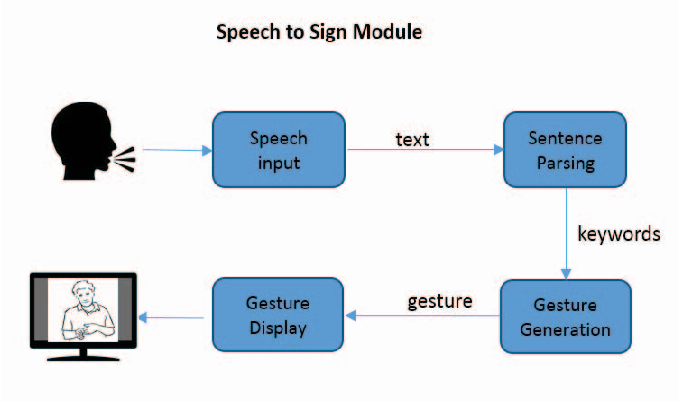 Speech to Sign Module
Speech
input
text
Sentence
Parsing
keywords
Gesture
Display
gesture
Gesture
Generation